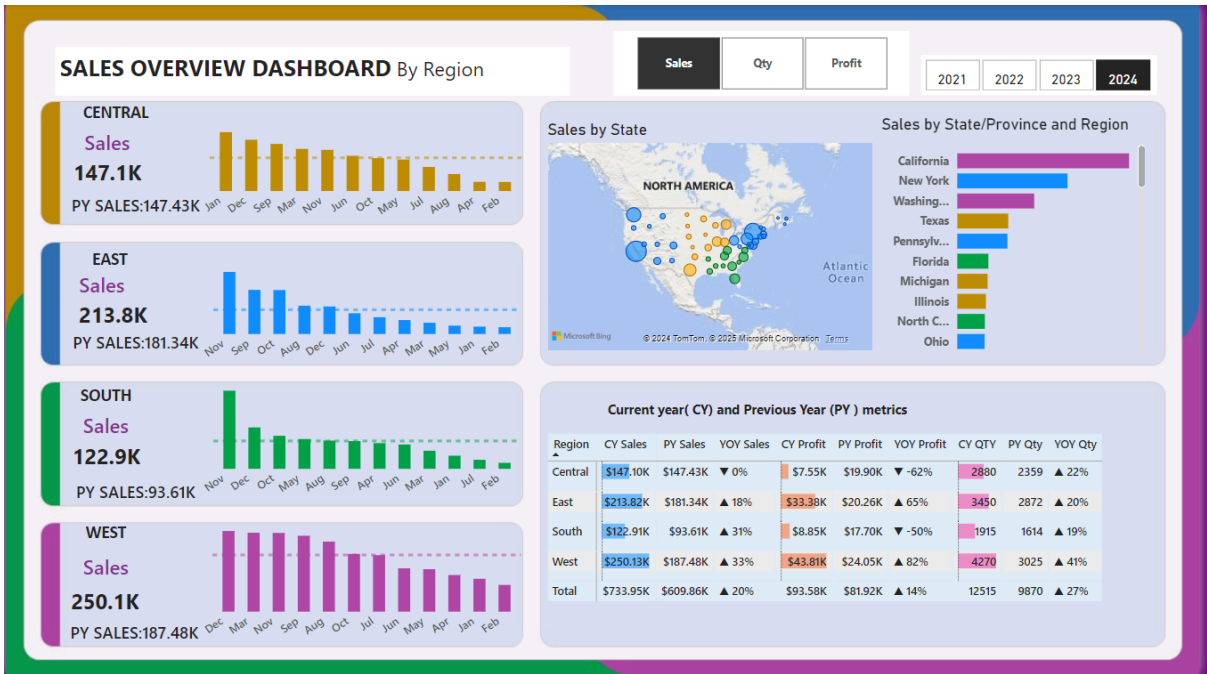 SALES OVERVIEW DASHBOARD By Region
Sales Qty Profit
2021 2022 2023 2024
CENTRAL
Sales
147.1K
PY SALES:147.43K
Jan Dec Sep Mar Nov Jun Oct May Jul Aug Apr Feb
EAST
Sales
213.8K
PY SALES:181.34K
Nov Sep Oct Aug Dec Jun Jul Apr Mar May Jan Feb
SOUTH
Sales
122.9K
PY SALES:93.61K
Nov Dec Oct May Aug Sep Apr Jun Mar Jan Jul Feb
WEST
Sales
250.1K
PY SALES:187.48K
Dec Mar Nov Sep Aug Oct Jul Jun May Apr Jan Feb
Sales by State
NORTH AMERICA
Atlantic
Ocean
Microsoft Bing
© 2024 TomTom, © 2025 Microsoft Corporation Terms
Sales by State/Province and Region
California
New York
Washing...
Texas
Pennsylv...
Florida
Michigan
Illinois
North C...
Ohio
Current year( CY) and Previous Year (PY ) metrics
Region CY Sales PY Sales YOY Sales CY Profit PY Profit YOY Profit CY QTY PY Qty YOY Qty
Central $147.10K $147.43K ▼ 0% $7.55K $19.90K ▼ -62% 2880 2359 ▲ 22%
East $213.82K $181.34K ▲ 18% $33.38K $20.26K ▲ 65% 3450 2872 ▲ 20%
South $122.91K $93.61K ▲ 31% $8.85K $17.70K ▼ -50% 1915 1614 ▲ 19%
West $250.13K $187.48K ▲ 33% $43.81K $24.05K ▲ 82% 4270 3025 ▲ 41%
Total $733.95K $609.86K ▲ 20% $93.58K $81.92K ▲ 14% 12515 9870 ▲ 27%